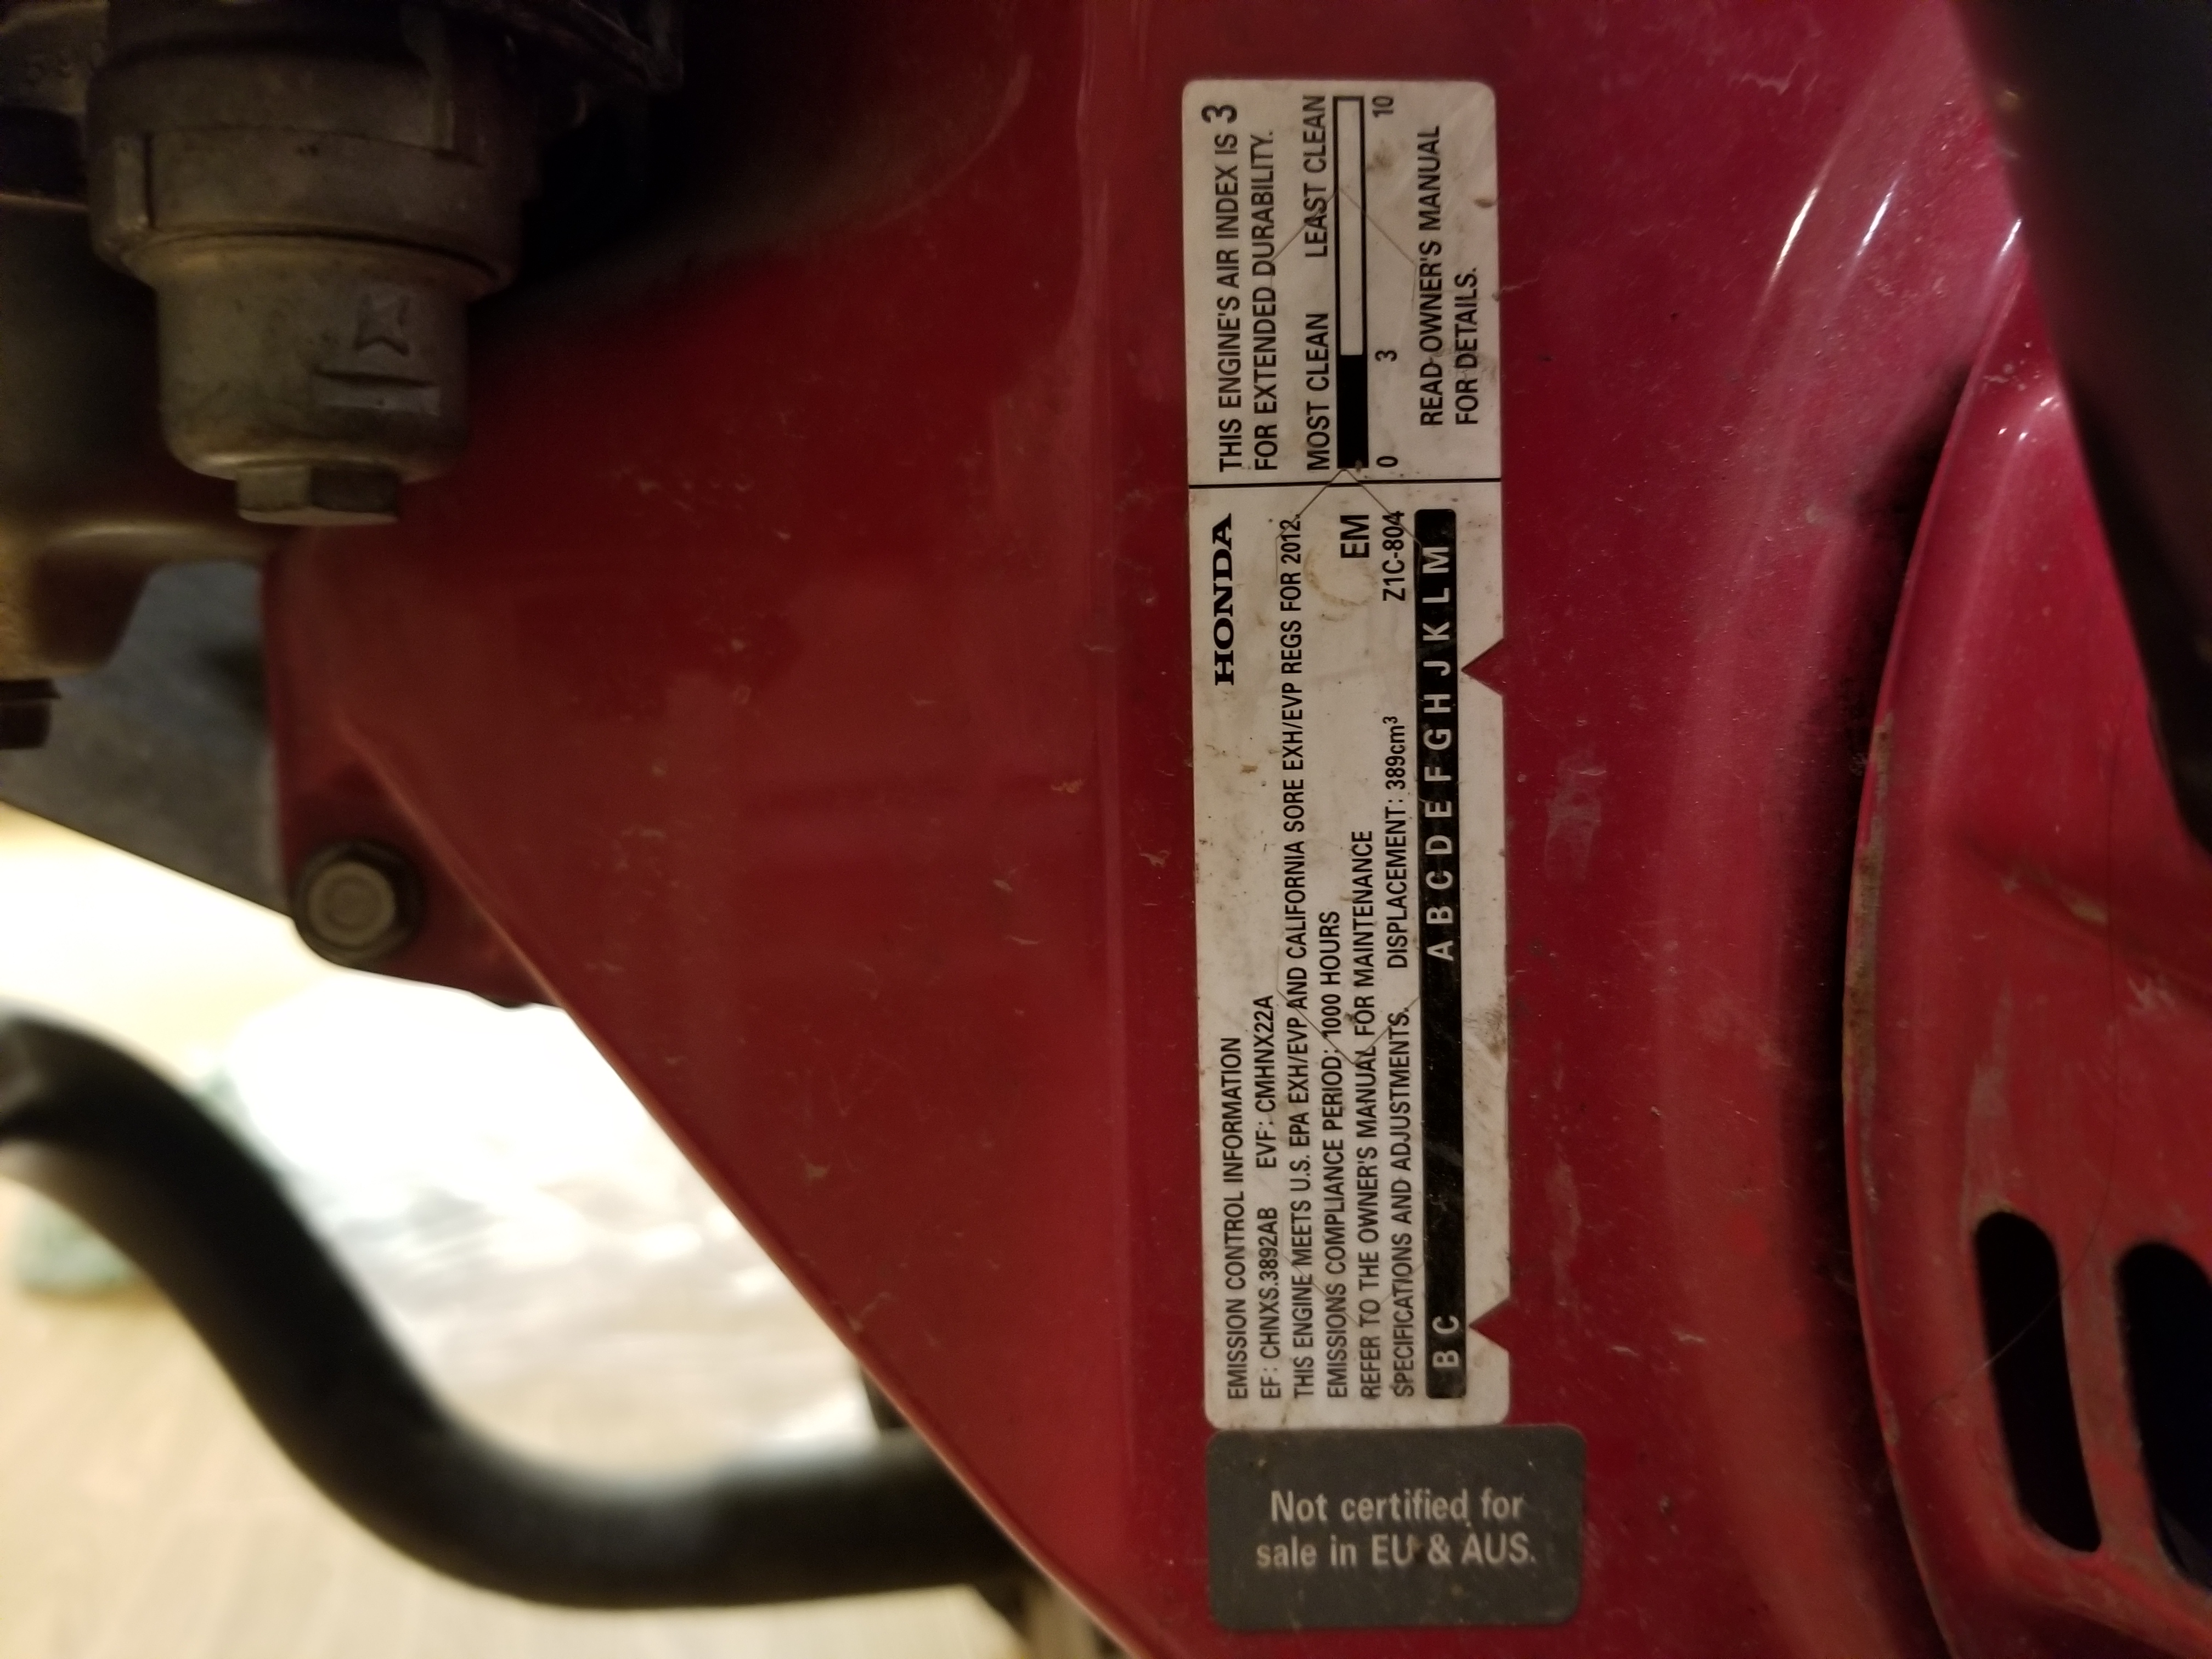 EMISSION CONTROL INFORMATION
HONDA
EF : CHNXS.3892AB EVF: CMHNX22A
THIS ENGINE MEETS U.S. EPA EXH/EVP AND CALIFORNIA SORE EXH/EVP REGS FOR 2012.
EMISSIONS COMPLIANCE PERIOD: 1000 HOURS
EM
REFER TO THE OWNER'S MANUAL FOR MAINTENANCE
SPECIFICATIONS AND ADJUSTMENTS. DISPLACEMENT: 389cm³ Z1C-804
B C A B C D E F G H J K L M
THIS ENGINE'S AIR INDEX IS 3
FOR EXTENDED DURABILITY.
MOST CLEAN LEAST CLEAN
0 3 10
READ OWNER'S MANUAL
FOR DETAILS.
Not certified for
sale in EU & AUS.